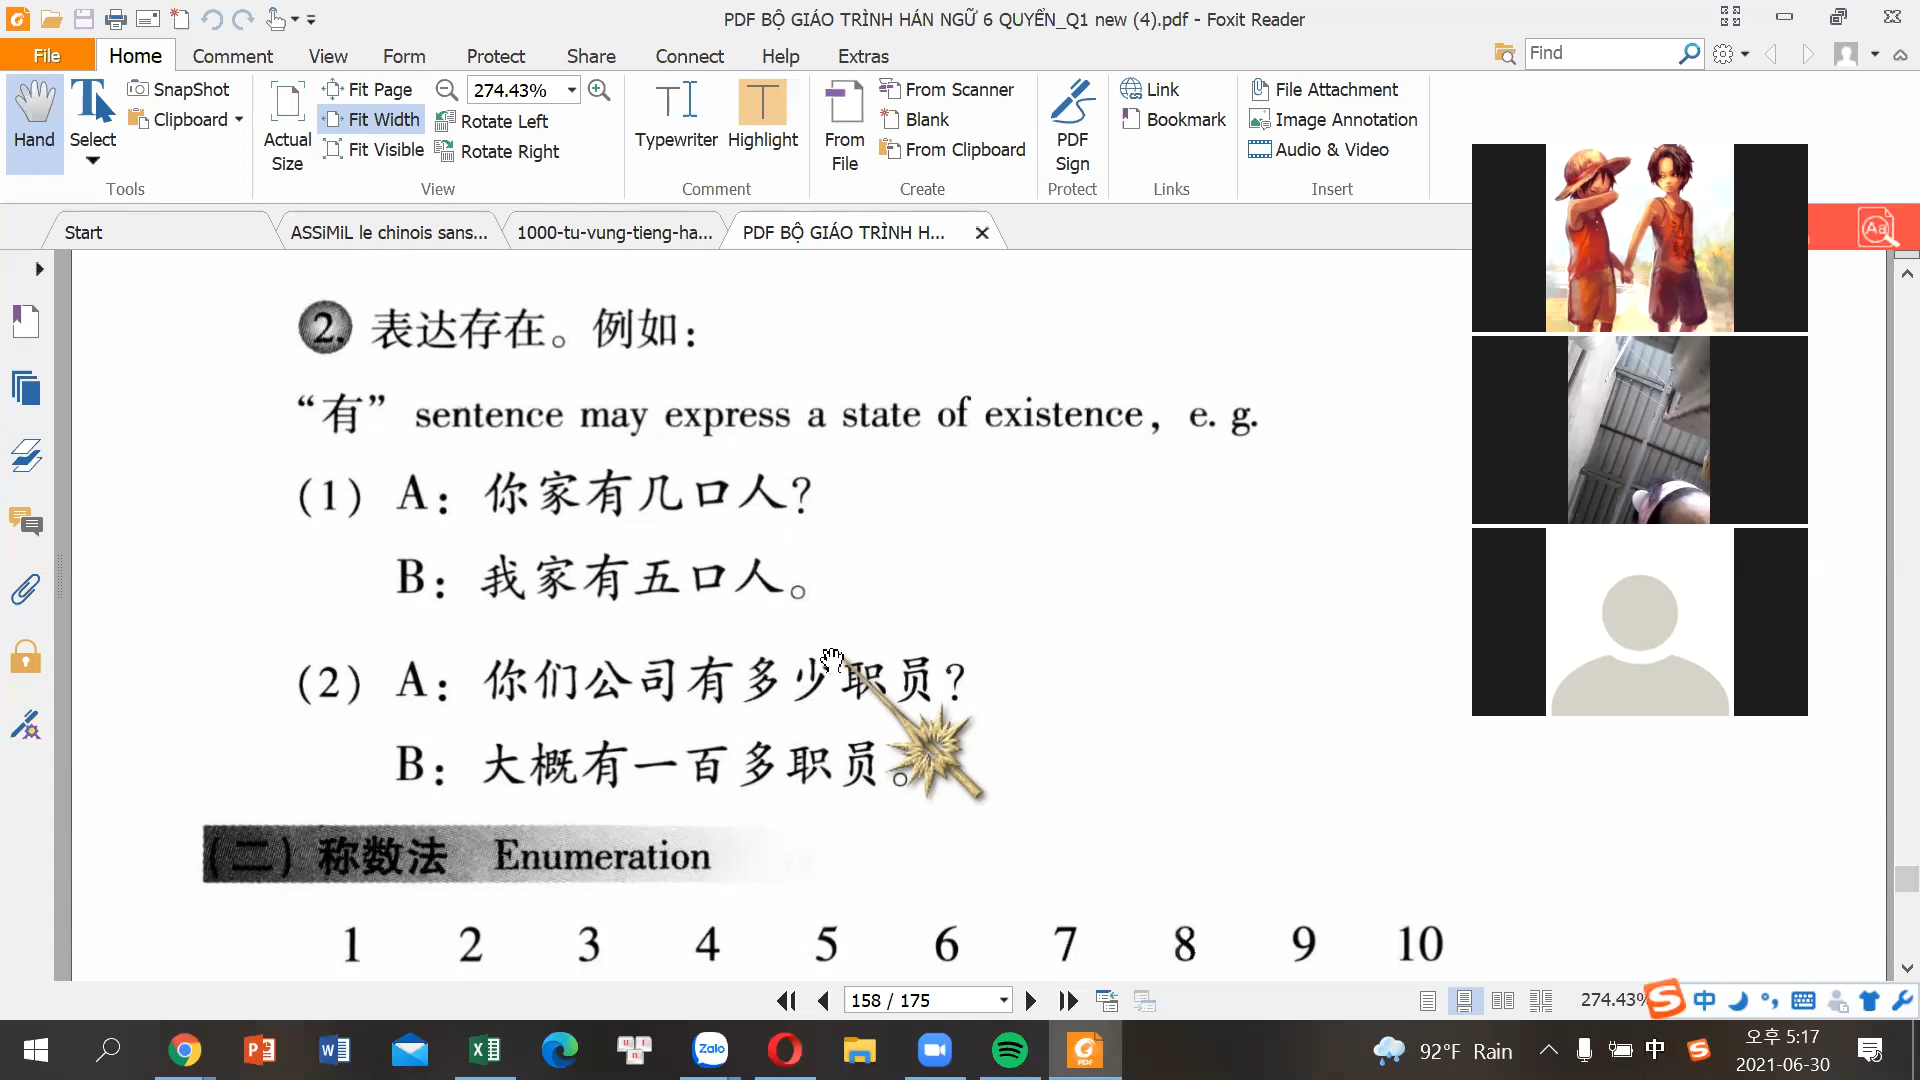 PDF BỘ GIÁO TRÌNH HÁN NGỮ 6 QUYỂN_Q1 new (4).pdf - Foxit Reader
File Home Comment View Form Protect Share Connect Help Extras Find
Hand
Select
SnapShot
Clipboard
Tools
Actual Size
Fit Page
Fit Width
Fit Visible
274.43%
Rotate Left
Rotate Right
View
Typewriter
Highlight
Comment
From File
From Scanner
Blank
From Clipboard
Create
PDF Sign
Protect
Link
Bookmark
Links
File Attachment
Image Annotation
Audio & Video
Insert
Start
ASSiMiL le chinois sans...
1000-tu-vung-tieng-ha...
PDF BỘ GIÁO TRÌNH H...
2. 表达存在。例如：
“有” sentence may express a state of existence, e. g.
(1) A: 你家有几口人？
B: 我家有五口人。
(2) A: 你们公司有多少职员？
B: 大概有一百多职员。
(二) 称数法 Enumeration
1 2 3 4 5 6 7 8 9 10
158 / 175
274.43%
中
Zalo
92°F Rain
中
오후 5:17
2021-06-30